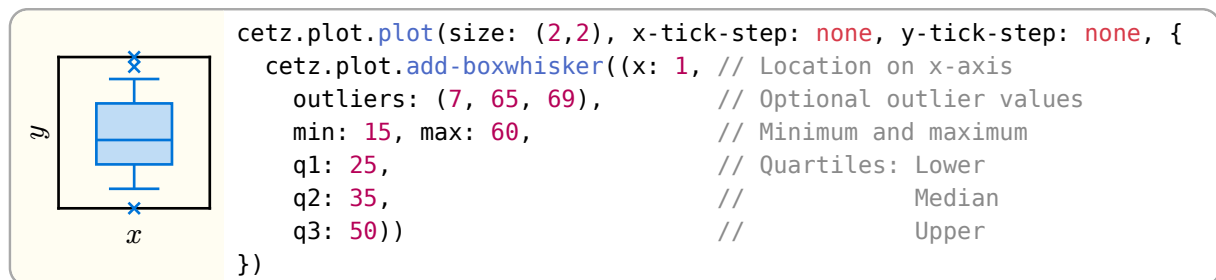 y
x
cetz.plot.plot(size: (2,2), x-tick-step: none, y-tick-step: none, {
  cetz.plot.add-boxwhisker((x: 1, // Location on x-axis
    outliers: (7, 65, 69),        // Optional outlier values
    min: 15, max: 60,             // Minimum and maximum
    q1: 25,                       // Quartiles: Lower
    q2: 35,                       //            Median
    q3: 50))                      //            Upper
})